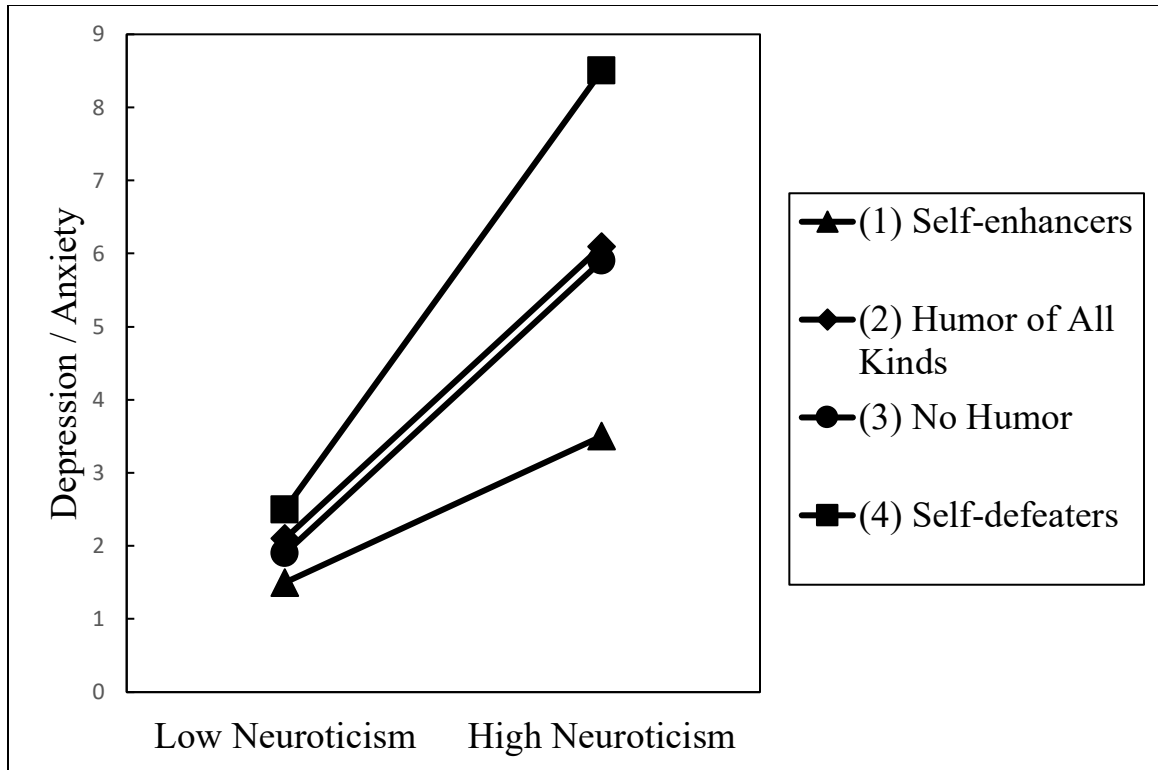 9
8
7
6
5
4
3
2
1
0
Depression / Anxiety
Low Neuroticism
High Neuroticism
(1) Self-enhancers
(2) Humor of All
Kinds
(3) No Humor
(4) Self-defeaters